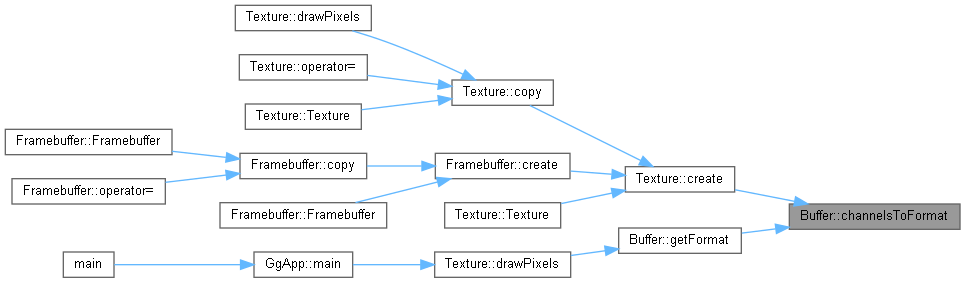 Texture::drawPixels
Texture::operator=
Texture::copy
Texture::Texture
Framebuffer::Framebuffer
Framebuffer::copy
Framebuffer::create
Texture::create
Framebuffer::operator=
Framebuffer::Framebuffer
Texture::Texture
Buffer::channelsToFormat
Buffer::getFormat
main
GgApp::main
Texture::drawPixels